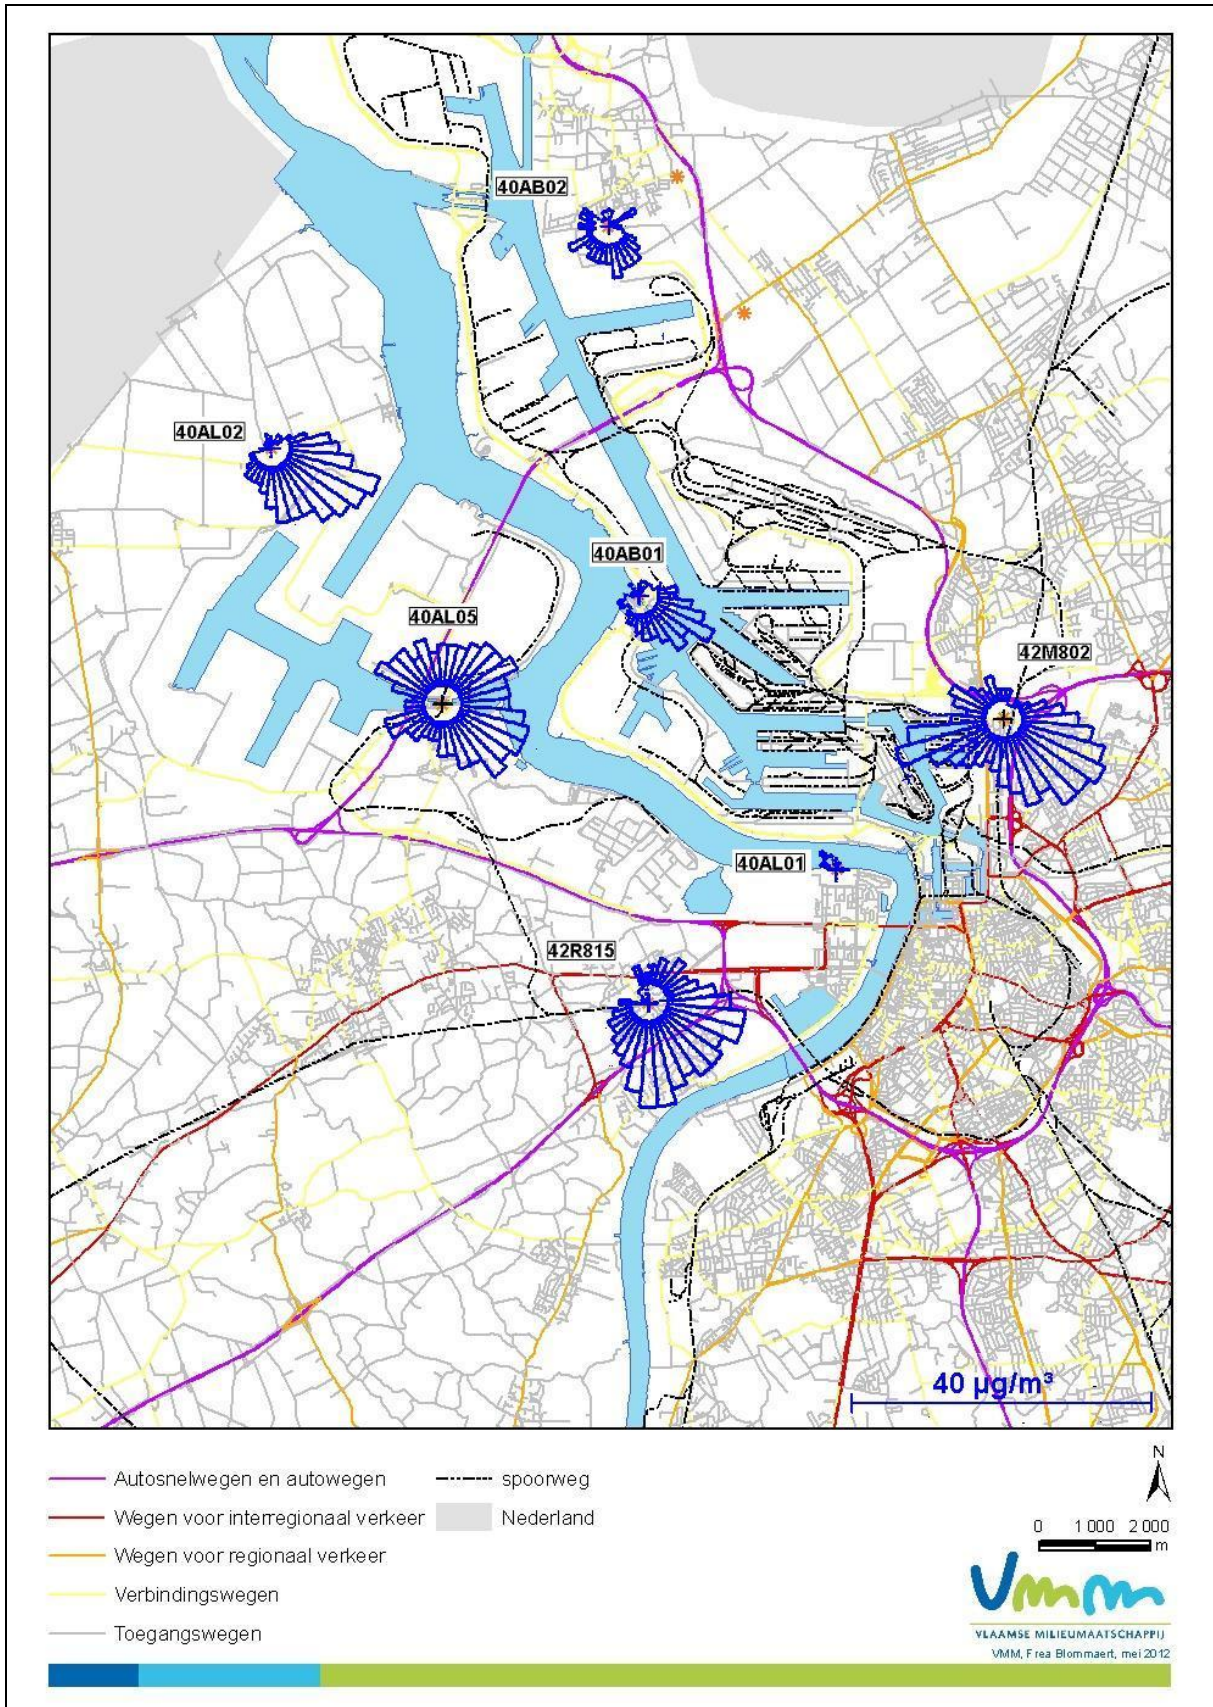 40AB02
40AL02
40AB01
40AL05
42M802
40AL01
42R815
40 µg/m³
Autosnelwegen en autowegen
spoorweg
Wegen voor interregionaal verkeer
Nederland
Wegen voor regionaal verkeer
Verbindingswegen
Toegangswegen
N
0 1 000 2 000
m
Vmm
VLAAMSE MILIEUMAATSCHAPPIJ
VMM, Frea Blommaert, mei 2012